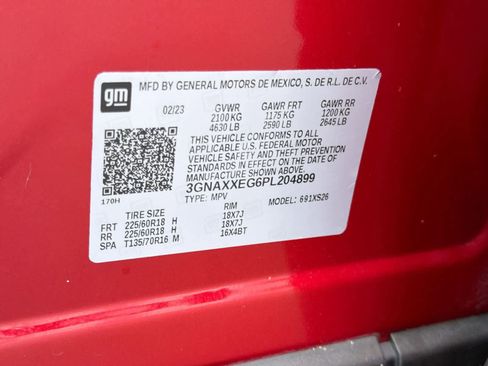 gm
MFD BY GENERAL MOTORS DE MEXICO, S. DE R.L. DE C.V.
02/23 GVWR GAWR FRT GAWR RR
2100 KG 1175 KG 1200 KG
4630 LB 2590 LB 2645 LB
THIS VEHICLE CONFORMS TO ALL
APPLICABLE U.S. FEDERAL MOTOR
VEHICLE SAFETY AND THEFT PREVENTION
STANDARDS IN EFFECT ON THE DATE OF
MANUFACTURE SHOWN ABOVE.
3GNAXXEG6PL204899
170H TYPE: MPV MODEL: 691XS26
TIRE SIZE RIM
FRT 225/60R18 H 18X7J
RR 225/60R18 H 18X7J
SPA T135/70R16 M 16X4BT